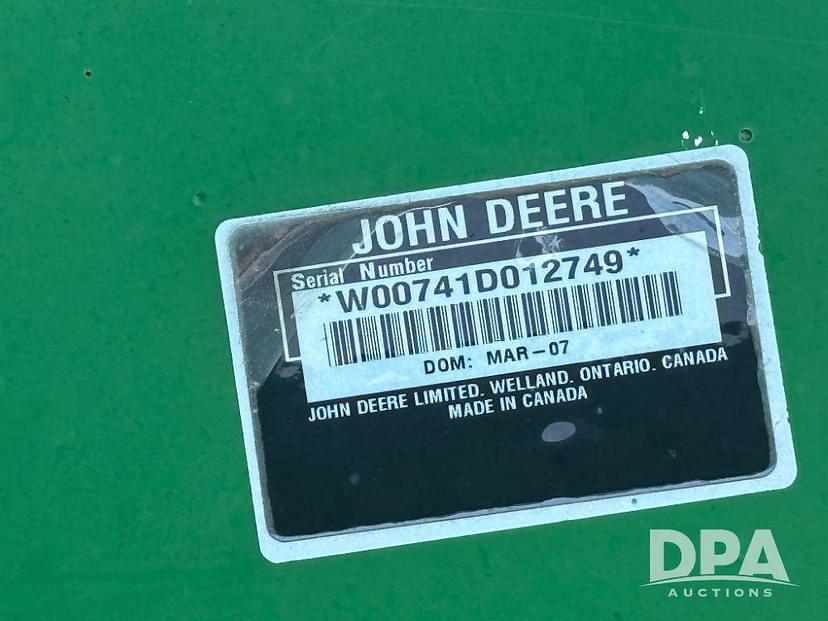 JOHN DEERE
Serial Number
*W00741D012749*
DOM: MAR-07
JOHN DEERE LIMITED. WELLAND. ONTARIO. CANADA
MADE IN CANADA
DPA
AUCTIONS